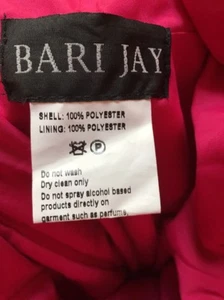 BARI JAY
SHELL: 100% POLYESTER
LINING: 100% POLYESTER
P
Do not wash
Dry clean only
Do not spray alcohol based
products directly on
garment such as perfums,